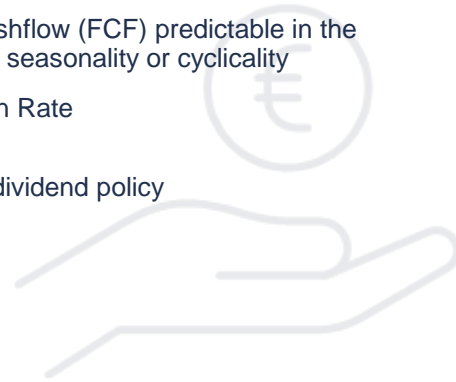 shflow (FCF) predictable in the
seasonality or cyclicality
n Rate
dividend policy
€